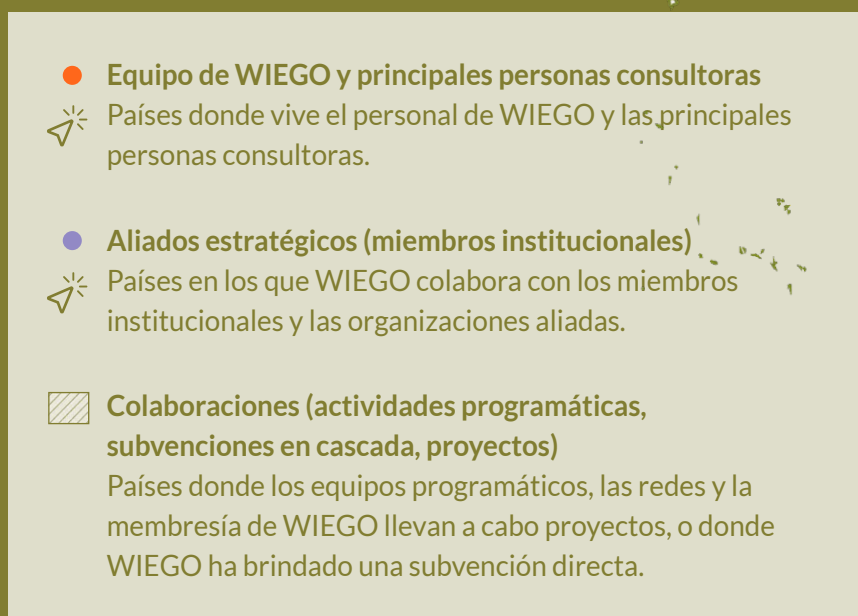 Equipo de WIEGO y principales personas consultoras
Países donde vive el personal de WIEGO y las principales
personas consultoras.
Aliados estratégicos (miembros institucionales)
Países en los que WIEGO colabora con los miembros
institucionales y las organizaciones aliadas.
Colaboraciones (actividades programáticas,
subvenciones en cascada, proyectos)
Países donde los equipos programáticos, las redes y la
membresía de WIEGO llevan a cabo proyectos, o donde
WIEGO ha brindado una subvención directa.